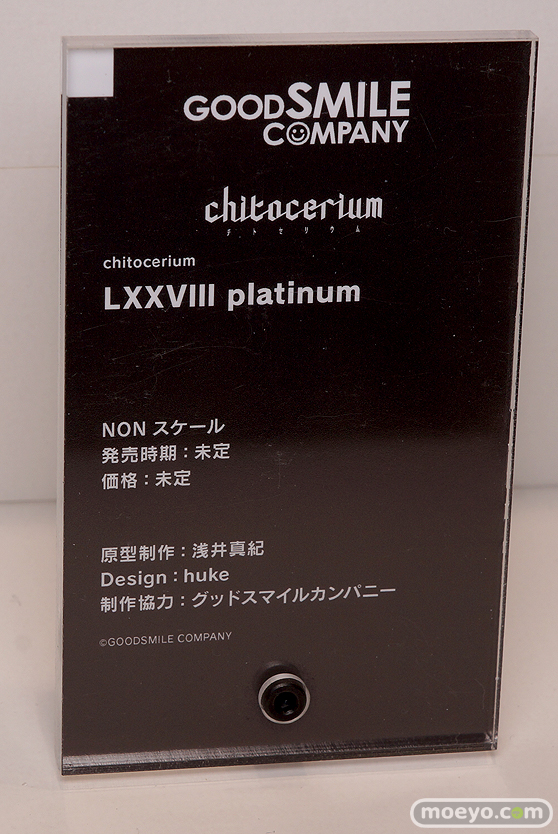 GOODSMILE
COMPANY
chitocerium
チトセリウム
chitocerium
LXXVIII platinum
NON スケール
発売時期：未定
価格：未定
原型制作：浅井真紀
Design：huke
制作協力：グッドスマイルカンパニー
©GOODSMILE COMPANY
moeyo.com